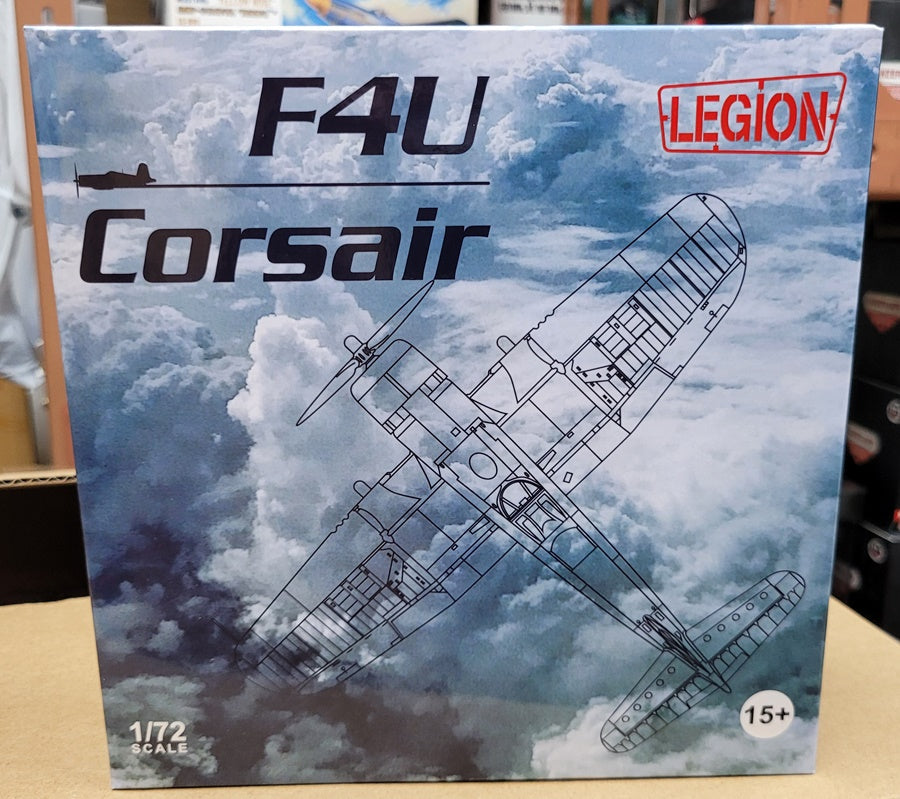 F4U
LEGION
Corsair
1/72
SCALE
15+